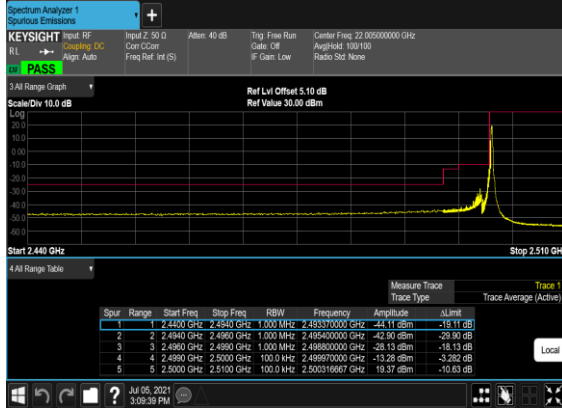 Spectrum Analyzer 1
Spurious Emissions
KEYSIGHT Input: RF Input Z: 50 Ω Atten: 40 dB Trig: Free Run Center Freq: 22.005000000 GHz
RL Coupling: DC Corr CCorr Gate: Off Avg|Hold: 100/100
Align: Auto Freq Ref: Int (S) IF Gain: Low Radio Std: None
PASS
3 All Range Graph
Ref Lvl Offset 5.10 dB
Scale/Div 10.0 dB Ref Value 30.00 dBm
Log
20.0
10.0
0.00
-10.0
-20.0
-30.0
-40.0
-50.0
-60.0
Start 2.440 GHz Stop 2.510 GH
4 All Range Table
Measure Trace Trace 1
Trace Type Trace Average (Active)
Spur Range Start Freq Stop Freq RBW Frequency Amplitude ΔLimit
1 1 2.4400 GHz 2.4940 GHz 1.000 MHz 2.493370000 GHz -44.11 dBm -19.11 dB
2 2 2.4940 GHz 2.4960 GHz 1.000 MHz 2.495400000 GHz -42.90 dBm -29.90 dB
3 3 2.4960 GHz 2.4990 GHz 1.000 MHz 2.498800000 GHz -28.13 dBm -18.13 dB
4 4 2.4990 GHz 2.5000 GHz 100.0 kHz 2.499970000 GHz -13.28 dBm -3.282 dB
5 5 2.5000 GHz 2.5100 GHz 100.0 kHz 2.500316667 GHz 19.37 dBm -10.63 dB
Local
Jul 05, 2021
3:09:39 PM